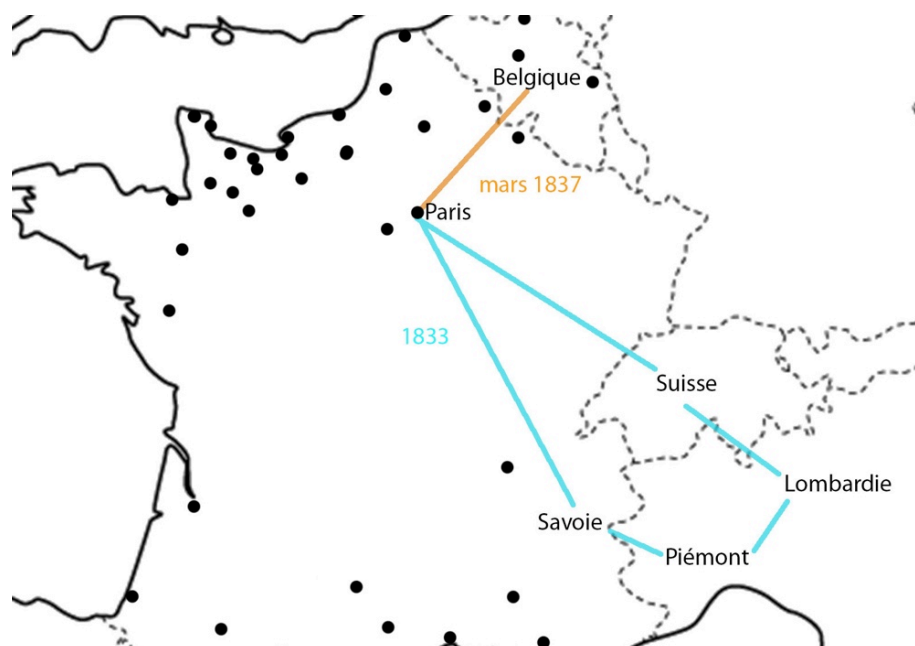 Belgique
mars 1837
Paris
1833
Suisse
Lombardie
Savoie
Piémont